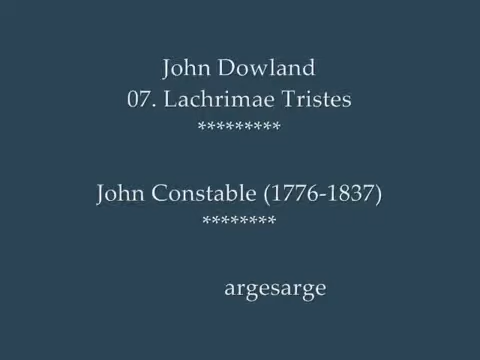 John Dowland
07. Lachrimae Tristes
*********
John Constable (1776-1837)
********
argesarge